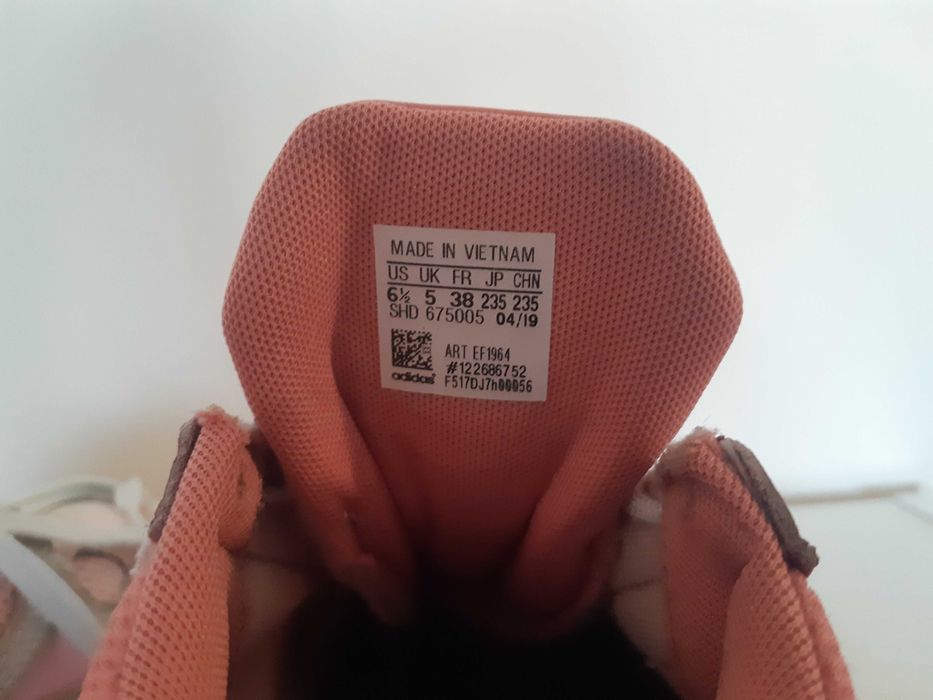 MADE IN VIETNAM
US UK FR JP CHN
6½ 5 38 235 235
SHD 675005 04/19
ART EF1964
#122686752
adidas F517DJ7h00056